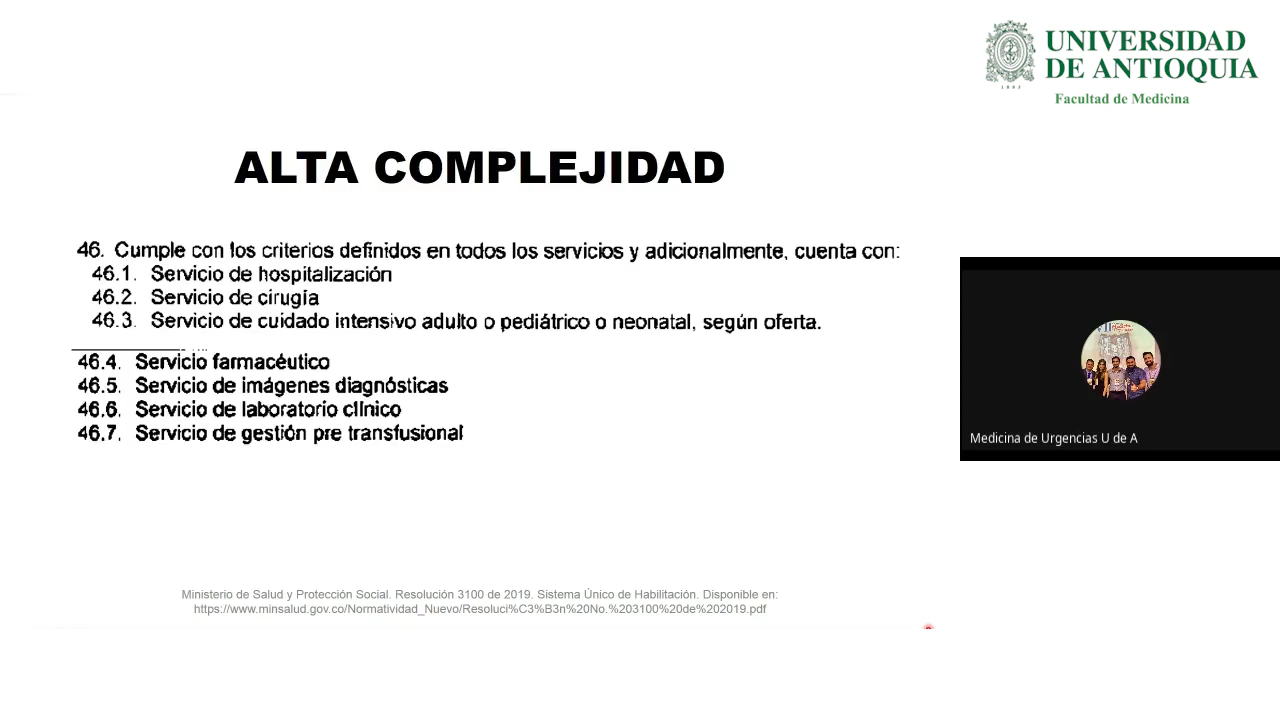 UNIVERSIDAD
DE ANTIOQUIA
1803
Facultad de Medicina
ALTA COMPLEJIDAD
46. Cumple con los criterios definidos en todos los servicios y adicionalmente, cuenta con:
46.1. Servicio de hospitalización
46.2. Servicio de cirugía
46.3. Servicio de cuidado intensivo adulto o pediátrico o neonatal, según oferta.
46.4. Servicio farmacéutico
46.5. Servicio de imágenes diagnósticas
46.6. Servicio de laboratorio clínico
46.7. Servicio de gestión pre transfusional
Medicina de Urgencias U de A
Ministerio de Salud y Protección Social. Resolución 3100 de 2019. Sistema Único de Habilitación. Disponible en:
https://www.minsalud.gov.co/Normatividad_Nuevo/Resoluci%C3%B3n%20No.%203100%20de%202019.pdf